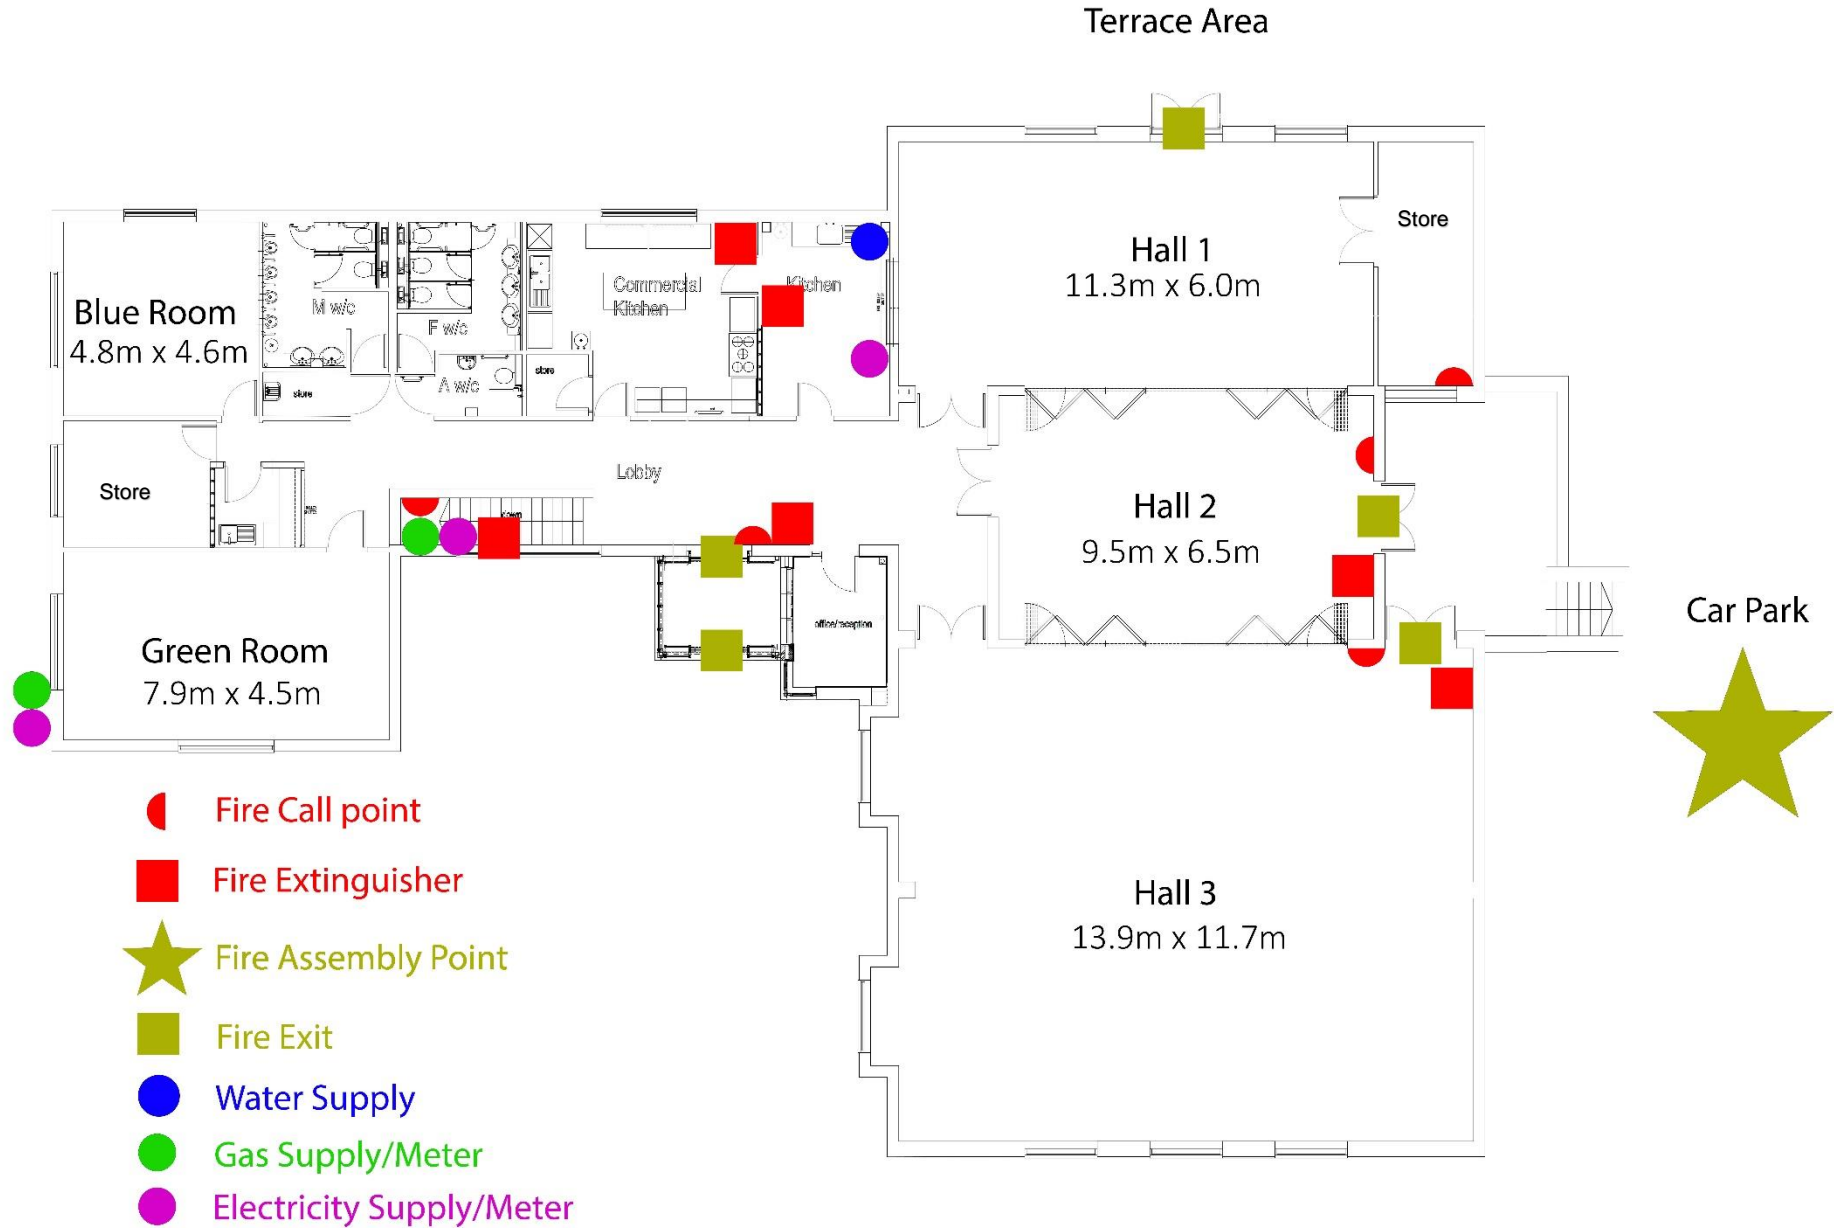 Terrace Area
Hall 1
11.3m x 6.0m
Store
Blue Room
4.8m x 4.6m
M w/c
F w/c
A w/c
store
store
Commercial
Kitchen
Kitchen
Store
Lobby
down
Hall 2
9.5m x 6.5m
office/reception
Green Room
7.9m x 4.5m
Car Park
Hall 3
13.9m x 11.7m
Fire Call point
Fire Extinguisher
Fire Assembly Point
Fire Exit
Water Supply
Gas Supply/Meter
Electricity Supply/Meter